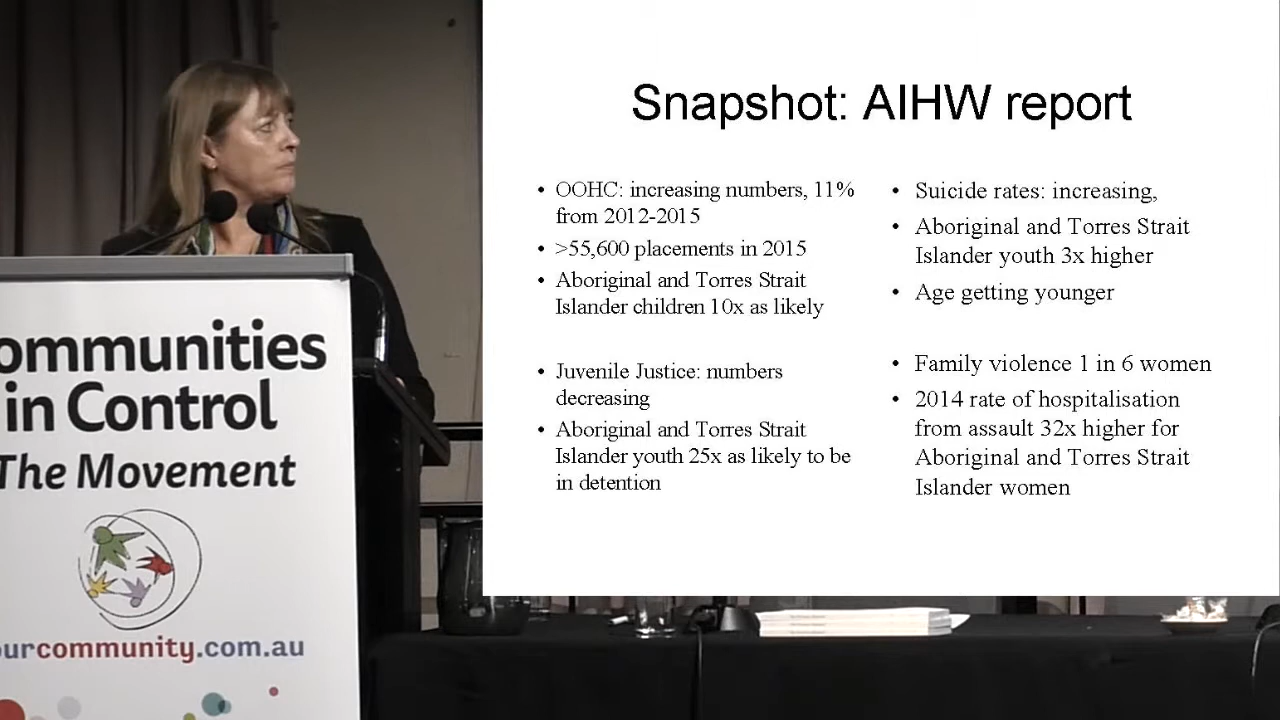 Snapshot: AIHW report
• OOHC: increasing numbers, 11%
from 2012-2015
• >55,600 placements in 2015
• Aboriginal and Torres Strait
Islander children 10x as likely
• Juvenile Justice: numbers
decreasing
• Aboriginal and Torres Strait
Islander youth 25x as likely to be
in detention
• Suicide rates: increasing,
• Aboriginal and Torres Strait
Islander youth 3x higher
• Age getting younger
• Family violence 1 in 6 women
• 2014 rate of hospitalisation
from assault 32x higher for
Aboriginal and Torres Strait
Islander women
ommunities
in Control
The Movement
urcommunity.com.au